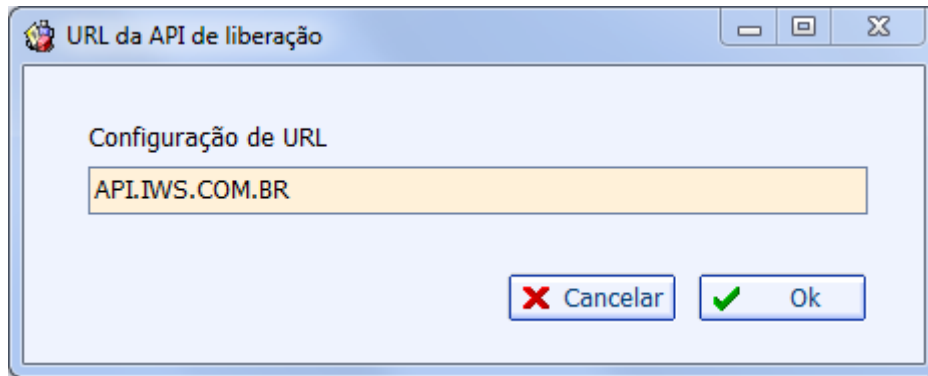 URL da API de liberação
Configuração de URL
API.IWS.COM.BR
Cancelar
Ok